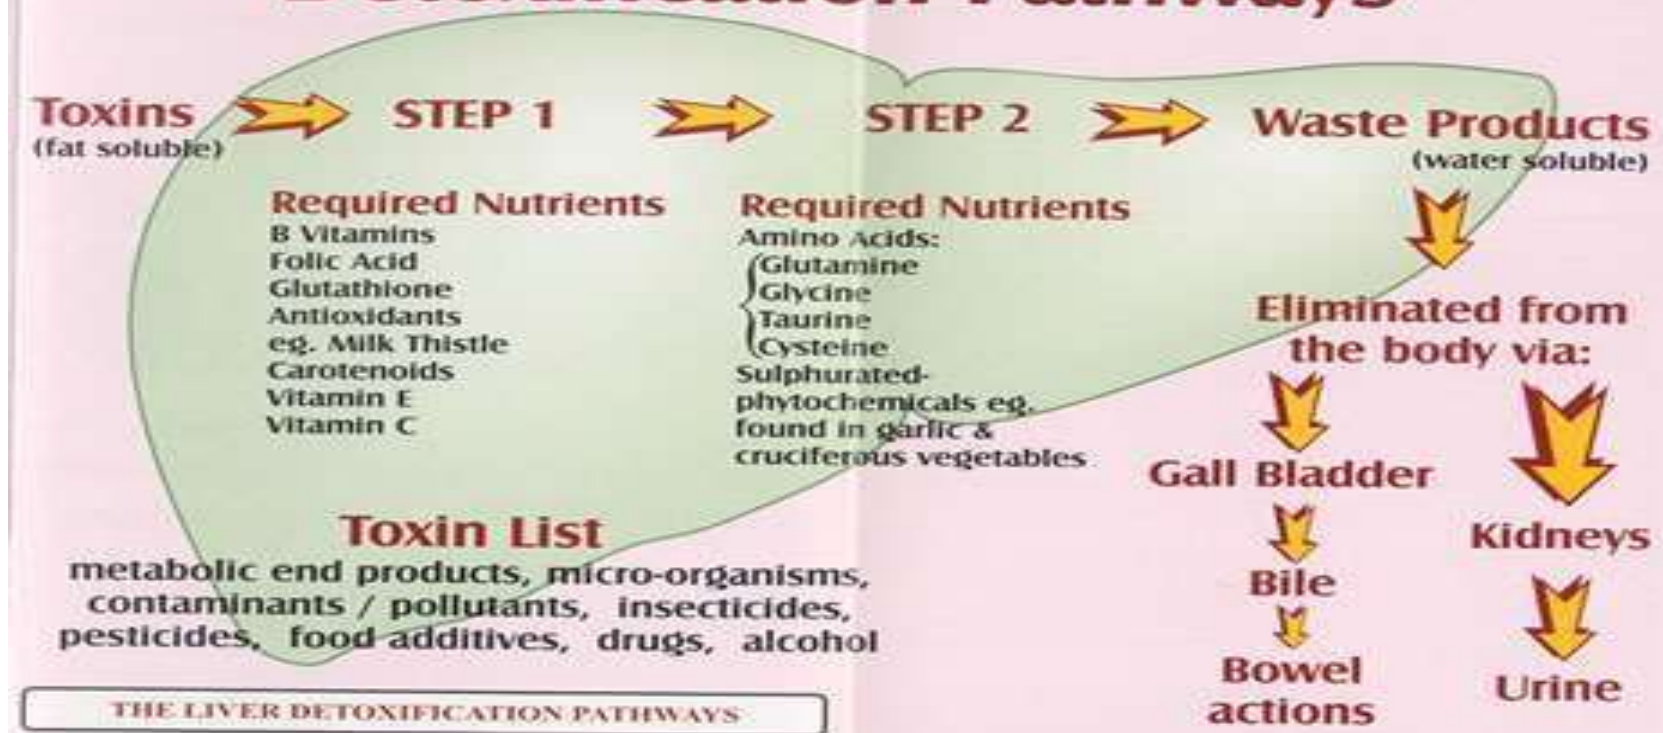 Detoxification Pathways
Toxins
(fat soluble)
STEP 1
STEP 2
Waste Products
(water soluble)
Required Nutrients
B Vitamins
Folic Acid
Glutathione
Antioxidants
eg. Milk Thistle
Carotenoids
Vitamin E
Vitamin C
Required Nutrients
Amino Acids:
Glutamine
Glycine
Taurine
Cysteine
Sulphurated-
phytochemicals eg.
found in garlic &
cruciferous vegetables
Eliminated from
the body via:
Gall Bladder
Bile
Bowel
actions
Kidneys
Urine
Toxin List
metabolic end products, micro-organisms,
contaminants / pollutants, insecticides,
pesticides, food additives, drugs, alcohol
THE LIVER DETOXIFICATION PATHWAYS